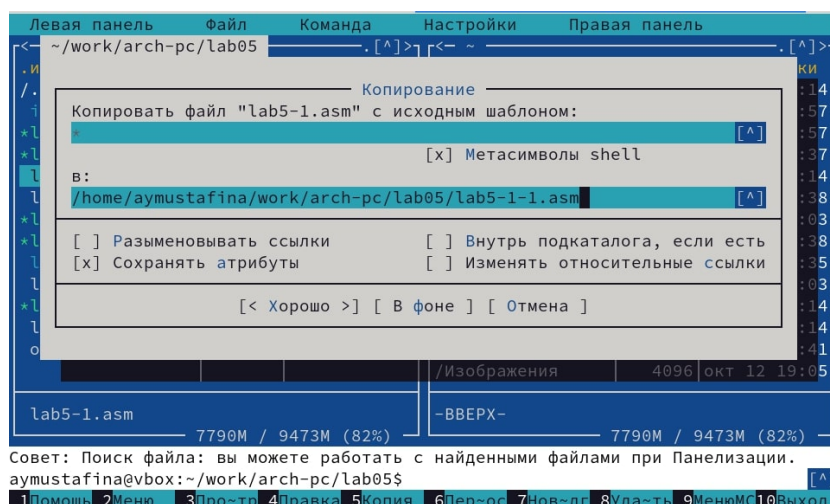 Левая панель Файл Команда Настройки Правая панель
<— ~/work/arch-pc/lab05 .[^]> <— ~ .[^]>
.и ки
/. :14
Копирование
Копировать файл "lab5-1.asm" с исходным шаблоном:
* [^]
[x] Метасимволы shell
в:
/home/aymustafina/work/arch-pc/lab05/lab5-1-1.asm [^]
[ ] Разыменовывать ссылки [ ] Внутрь подкаталога, если есть
[x] Сохранять атрибуты [ ] Изменять относительные ссылки
[< Хорошо >] [ В фоне ] [ Отмена ]
/Изображения 4096 окт 12 19:05
lab5-1.asm -ВВЕРХ-
7790M / 9473M (82%) 7790M / 9473M (82%)
Совет: Поиск файла: вы можете работать с найденными файлами при Панелизации.
aymustafina@vbox:~/work/arch-pc/lab05$ [^
1Помощь 2Меню 3Про~тр 4Правка 5Копия 6Пер~ос 7Нов~лг 8Уда~ть 9МенюMC 10Выход